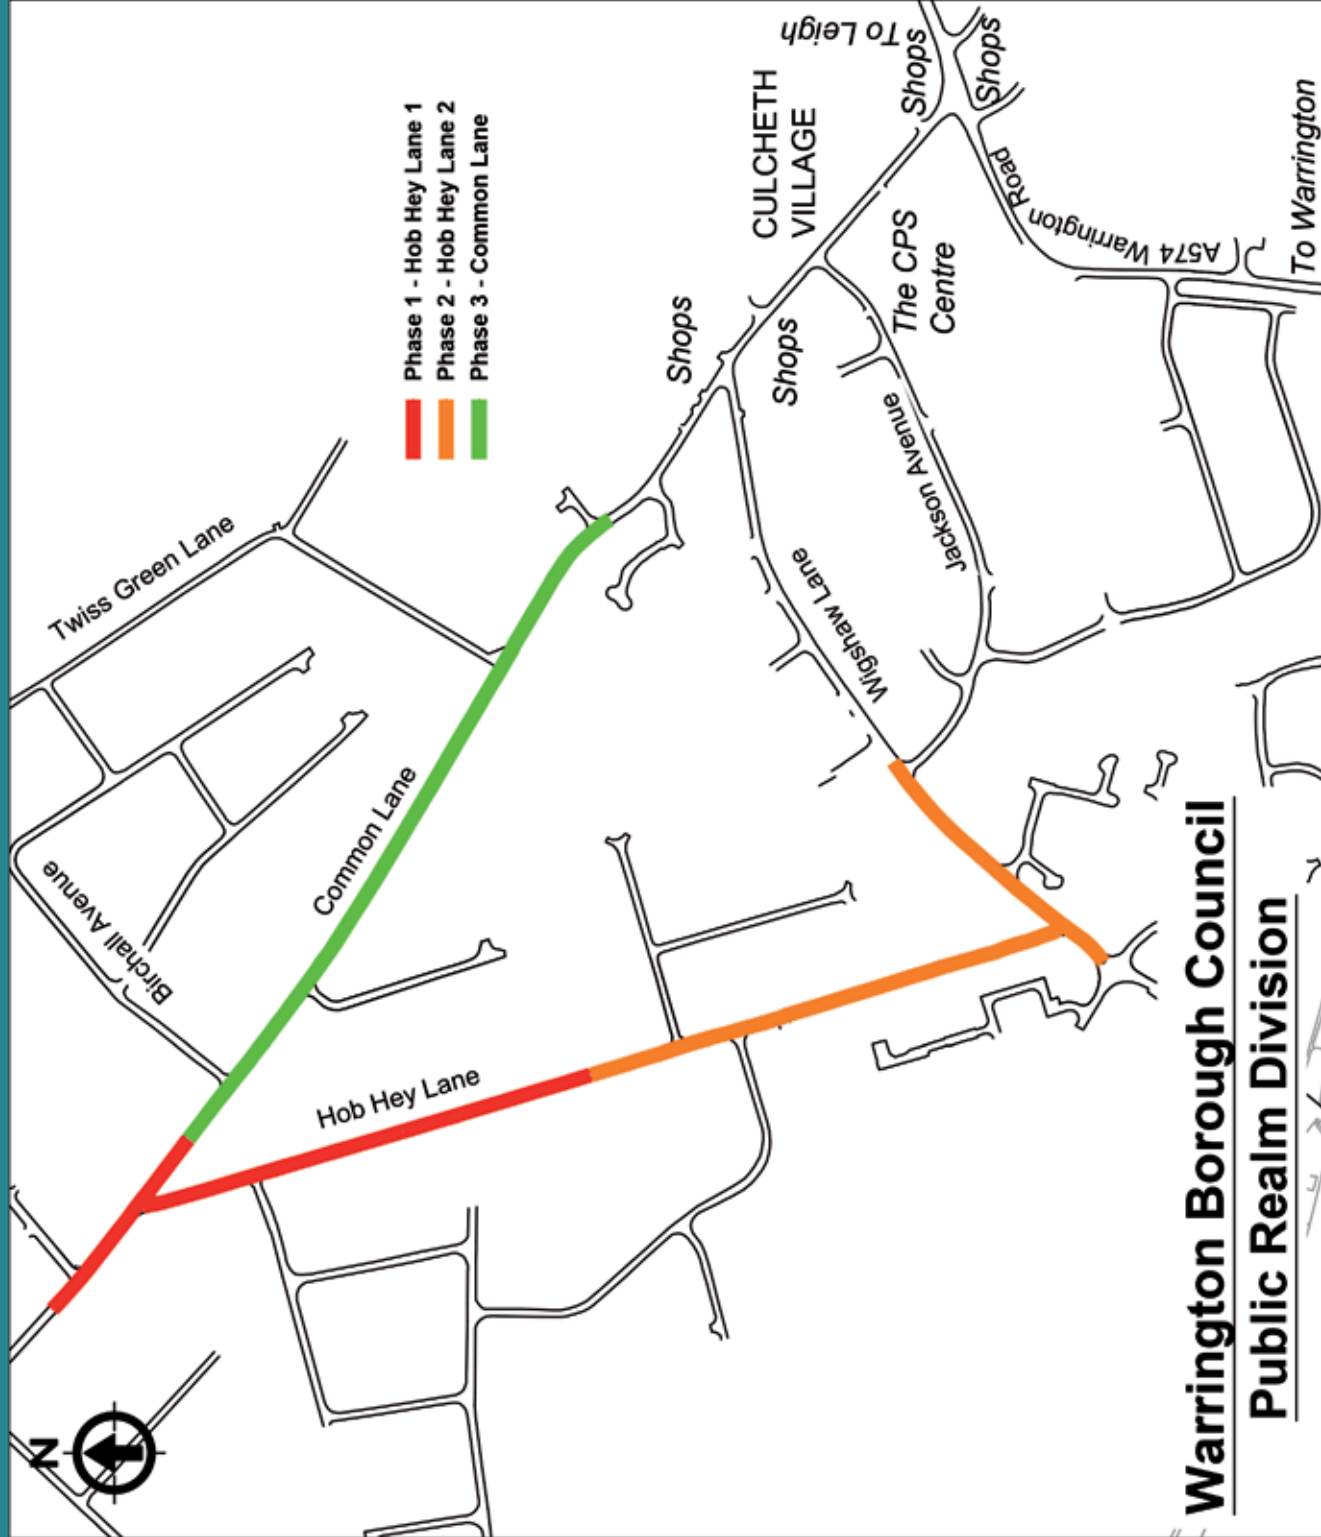 N
Twiss Green Lane
Birchall Avenue
Common Lane
Hob Hey Lane
Phase 1 - Hob Hey Lane 1
Phase 2 - Hob Hey Lane 2
Phase 3 - Common Lane
Shops
Shops
CULCHETH
VILLAGE
To Leigh
Shops
Shops
The CPS
Centre
Jackson Avenue
Wigshaw Lane
A574 Warrington Road
To Warrington
Warrington Borough Council
Public Realm Division